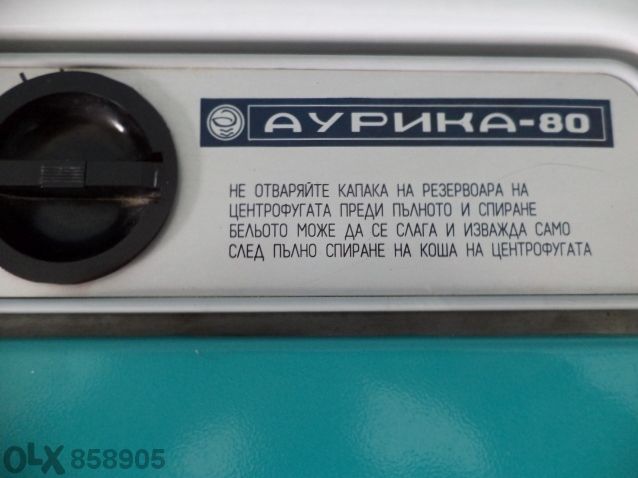 АУРИКА-80
НЕ ОТВАРЯЙТЕ КАПАКА НА РЕЗЕРВОАРА НА
ЦЕНТРОФУГАТА ПРЕДИ ПЪЛНОТО И СПИРАНЕ
БЕЛЬОТО МОЖЕ ДА СЕ СЛАГА И ИЗВАЖДА САМО
СЛЕД ПЪЛНО СПИРАНЕ НА КОША НА ЦЕНТРОФУГАТА
OLX 858905